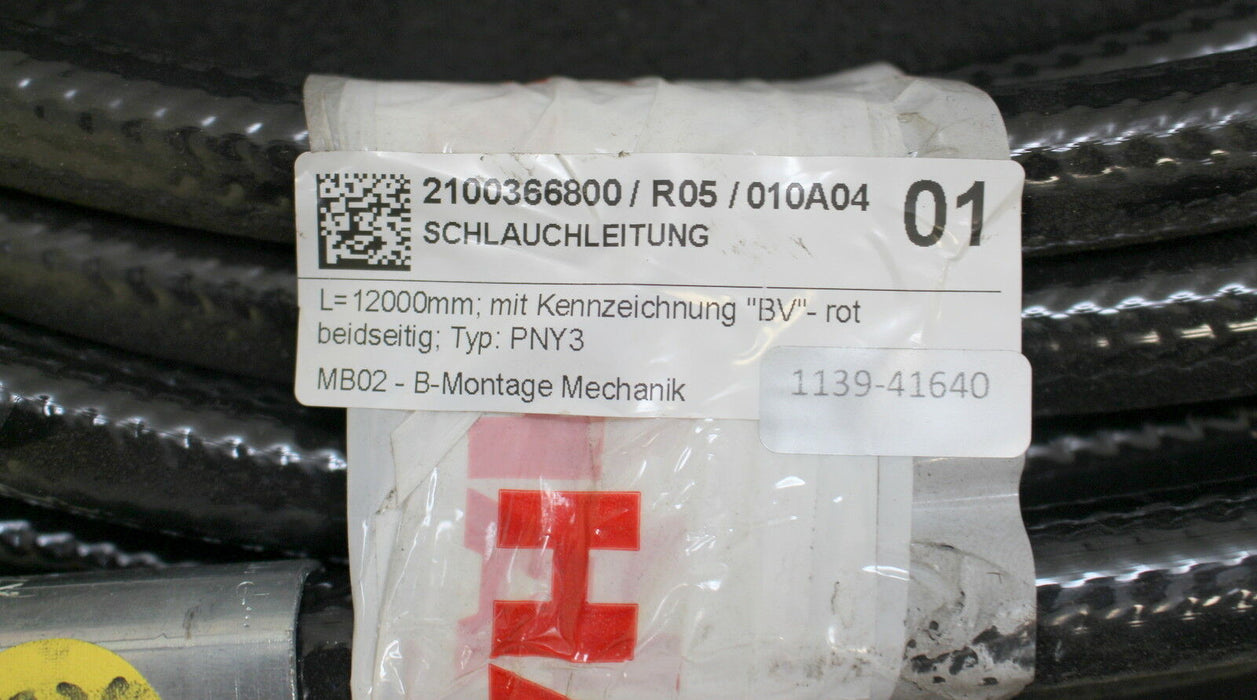 2100366800 / R05 / 010A04
01
SCHLAUCHLEITUNG
L=12000mm; mit Kennzeichnung "BV"- rot
beidseitig; Typ: PNY3
MB02 - B-Montage Mechanik
1139-41640
H